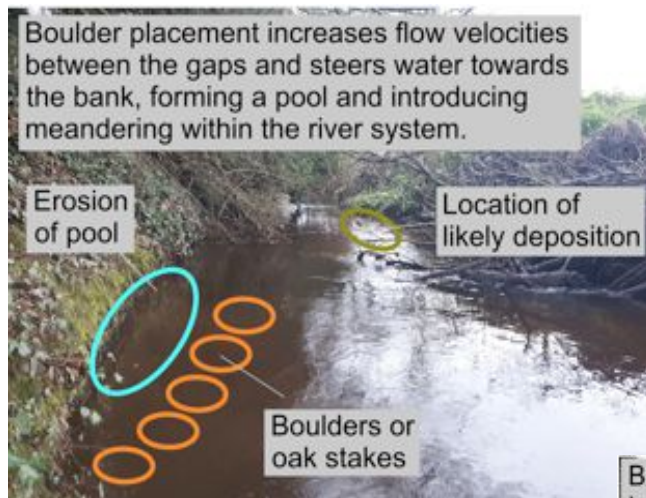 Boulder placement increases flow velocities
between the gaps and steers water towards
the bank, forming a pool and introducing
meandering within the river system.
Erosion
of pool
Location of
likely deposition
Boulders or
oak stakes
B